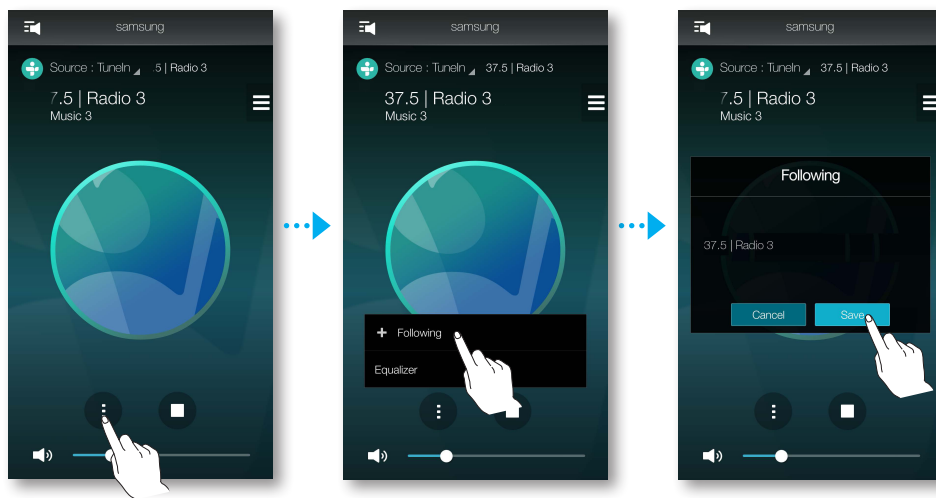 samsung
Source : TuneIn .5 | Radio 3
7.5 | Radio 3
Music 3
samsung
Source : TuneIn 37.5 | Radio 3
37.5 | Radio 3
Music 3
+ Following
Equalizer
samsung
Source : TuneIn 37.5 | Radio 3
7.5 | Radio 3
Music 3
Following
37.5 | Radio 3
Cancel Save